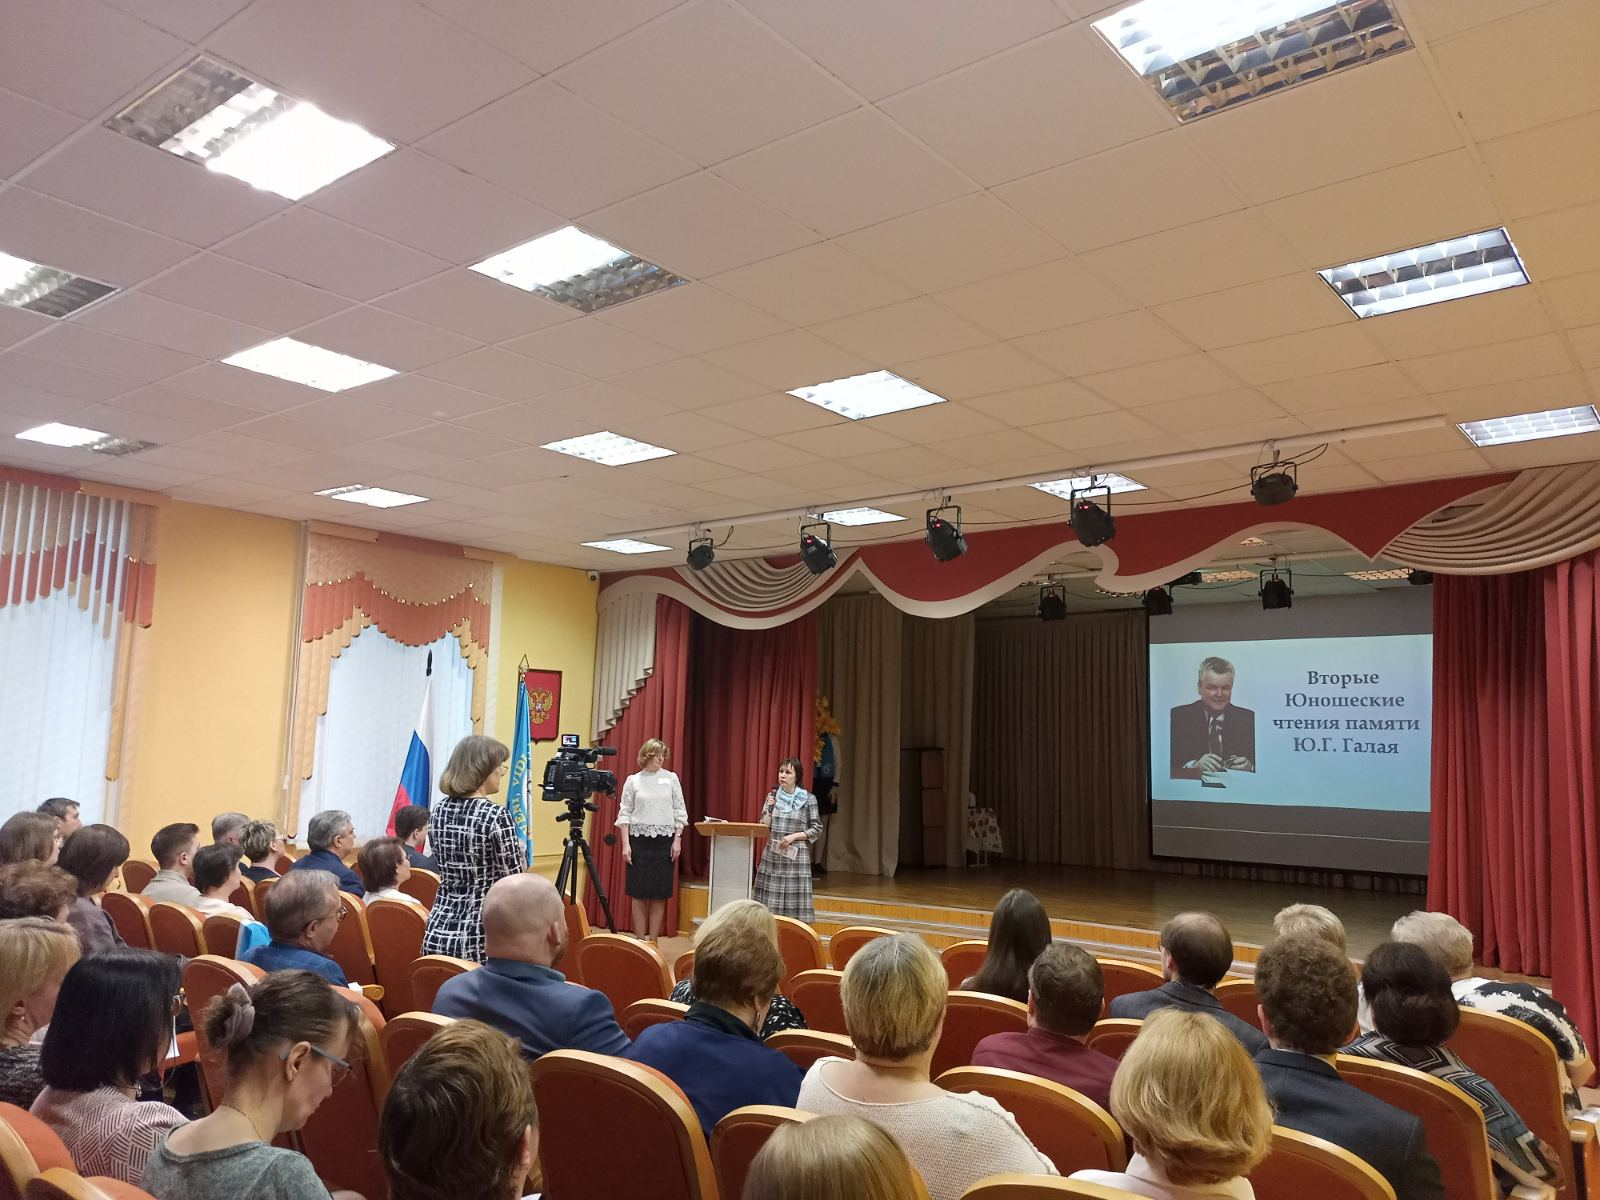 Вторые
Юношеские
чтения памяти
Ю.Г. Галая